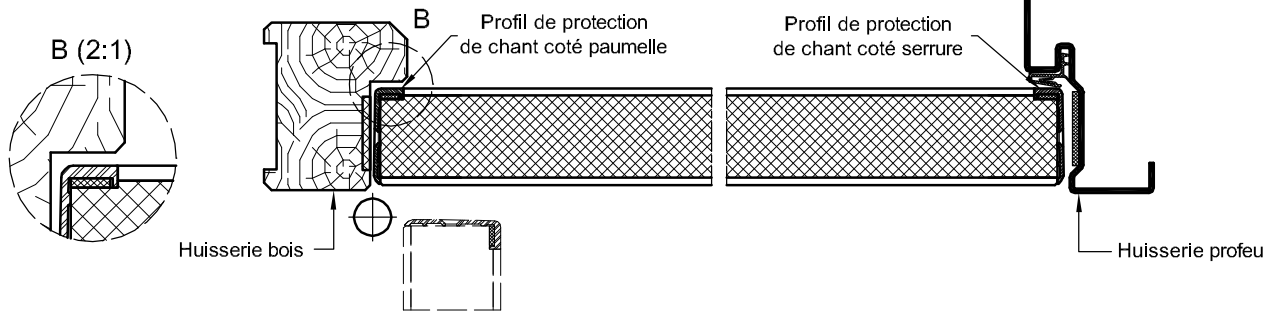 B (2:1)
B
Profil de protection
de chant coté paumelle
Profil de protection
de chant coté serrure
Huisserie bois
Huisserie profeu